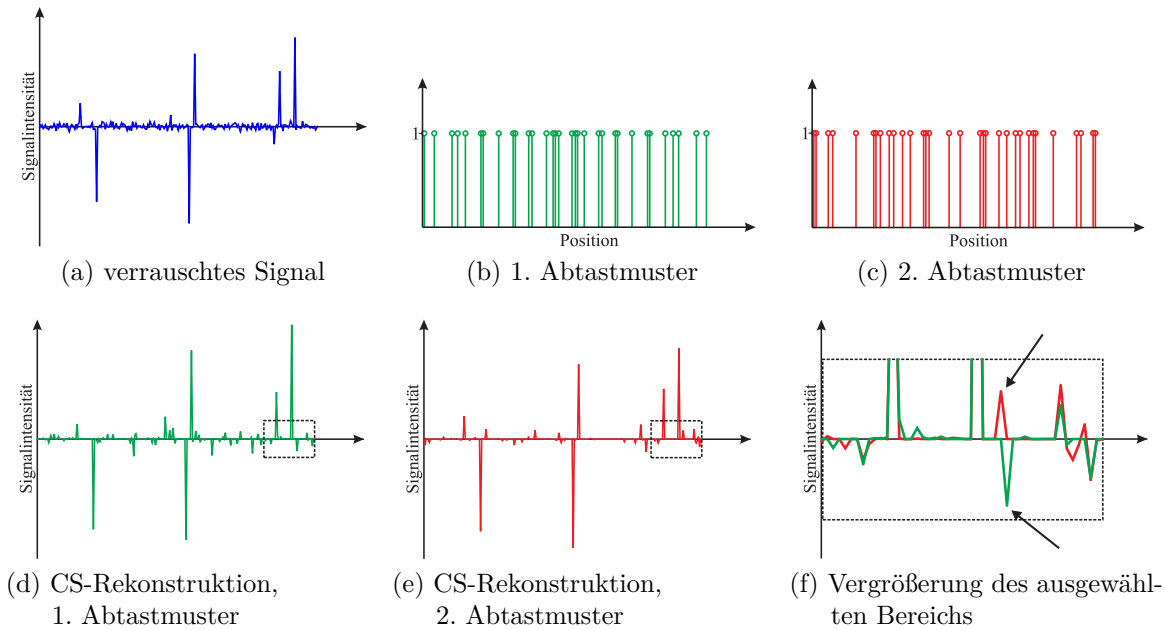 Signalintensität
(a) verrauschtes Signal
1
Position
(b) 1. Abtastmuster
1
Position
(c) 2. Abtastmuster
Signalintensität
(d) CS-Rekonstruktion,
1. Abtastmuster
Signalintensität
(e) CS-Rekonstruktion,
2. Abtastmuster
Signalintensität
(f) Vergrößerung des ausgewähl-
ten Bereichs